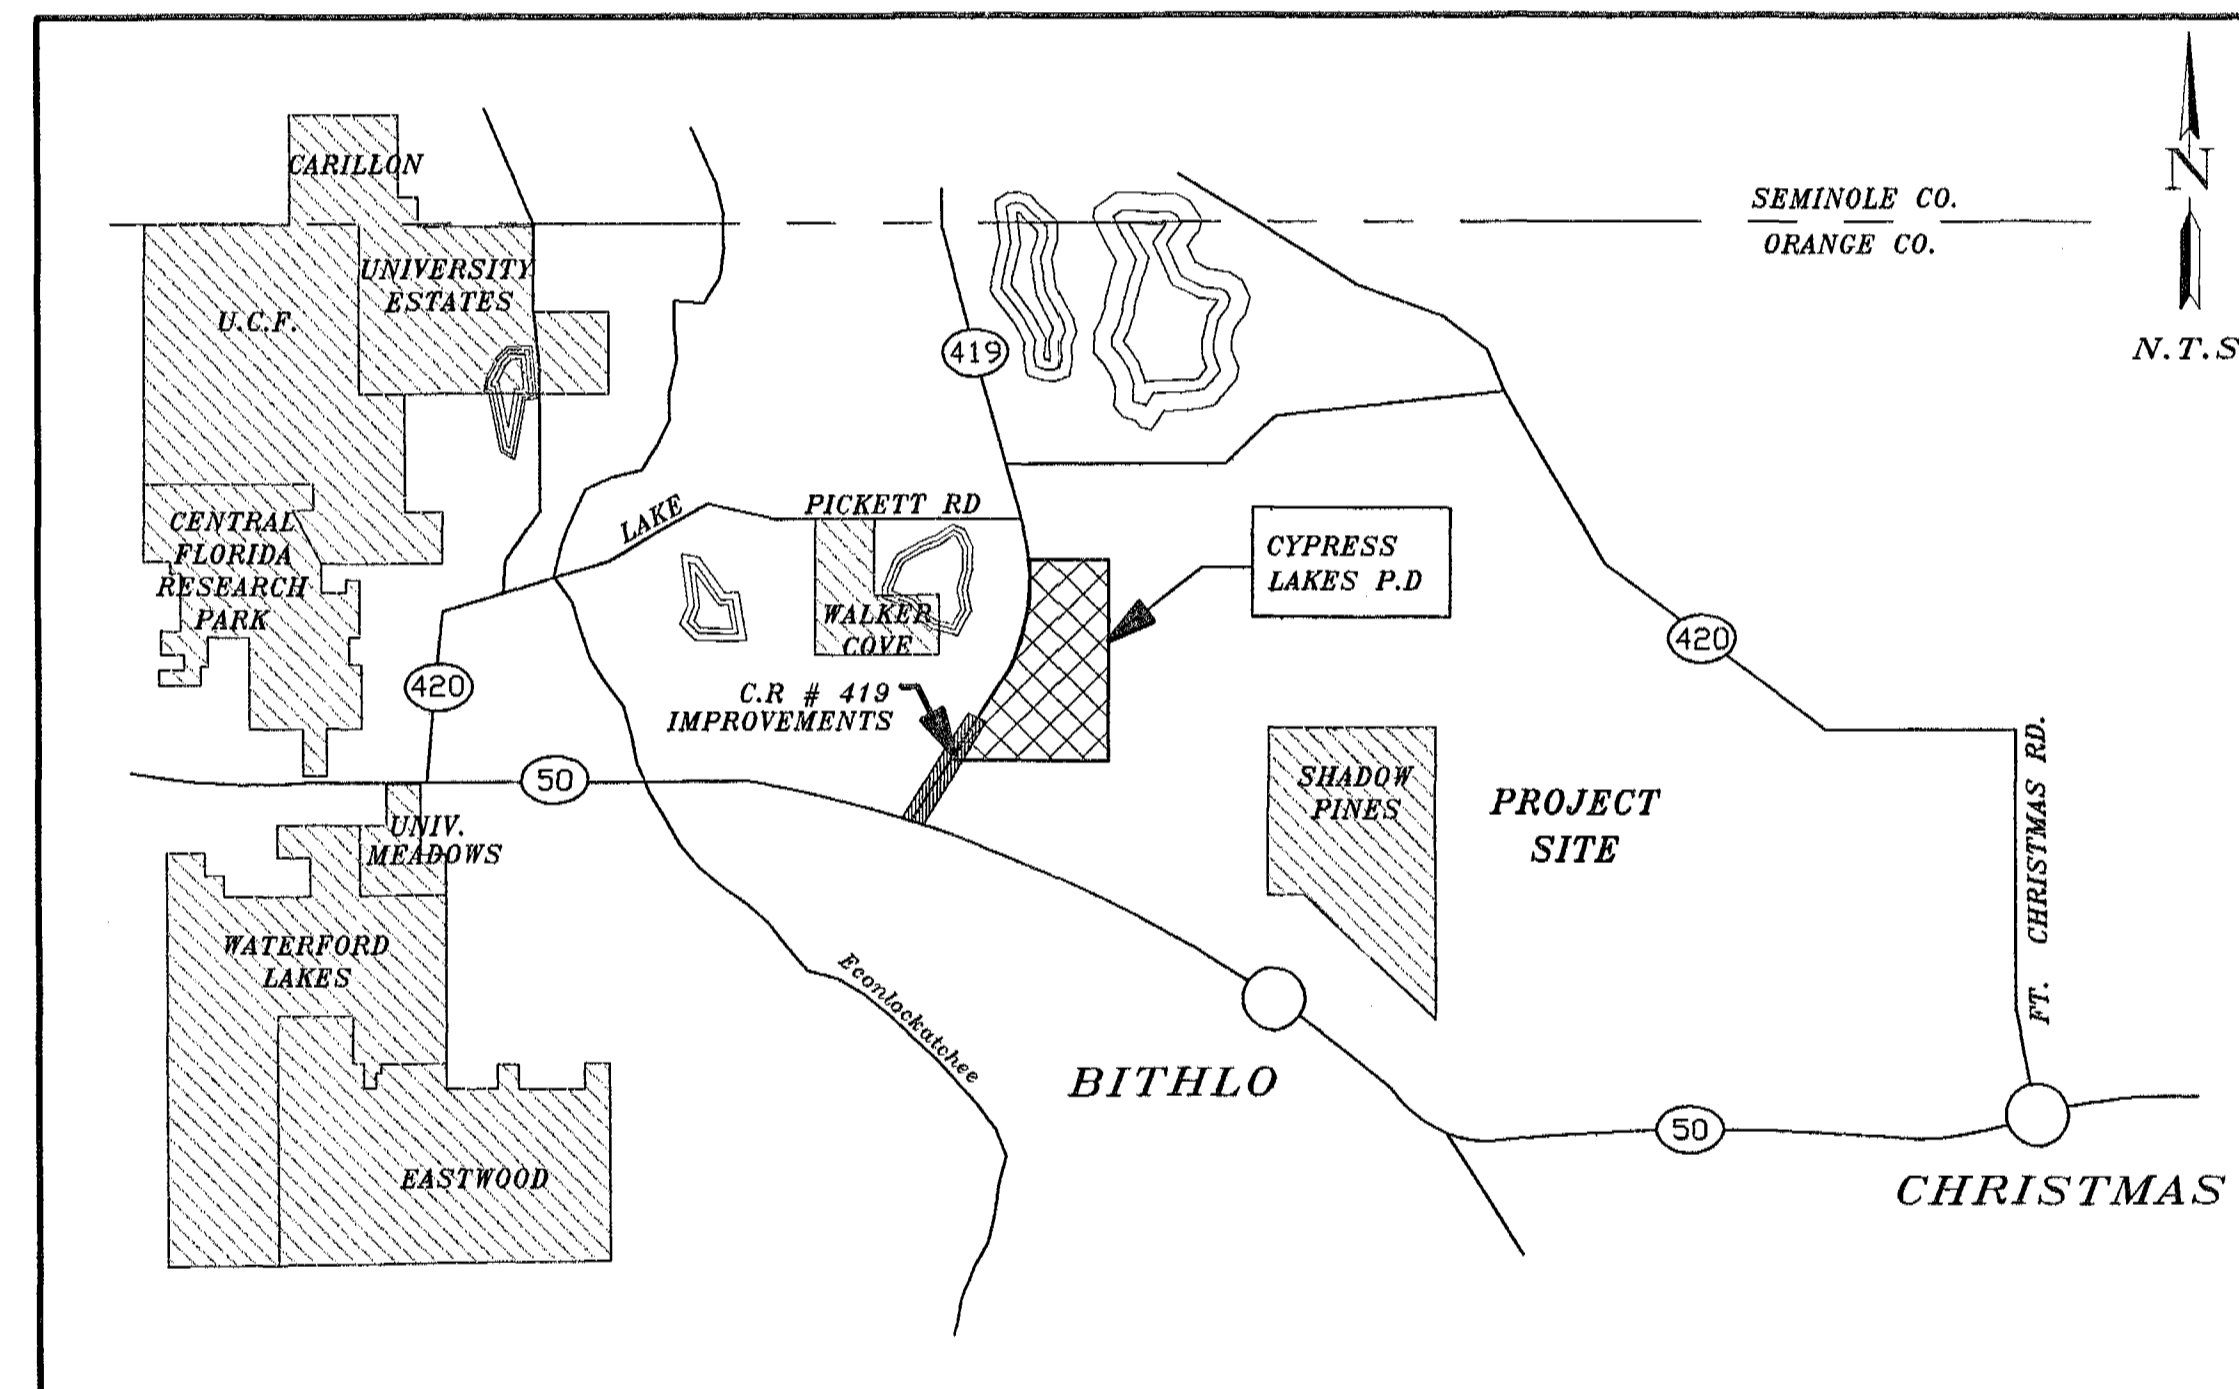 CARILLON
SEMINOLE CO.
ORANGE CO.
N
N.T.S
UNIVERSITY
ESTATES
U.C.F.
419
LAKE PICKETT RD
CENTRAL
FLORIDA
RESEARCH
PARK
CYPRESS
LAKES P.D
WALKER
COVE
420
420
C.R # 419
IMPROVEMENTS
50
SHADOW
PINES
PROJECT
SITE
FT. CHRISTMAS RD.
UNIV.
MEADOWS
WATERFORD
LAKES
Econlockatchee
BITHLO
50
EASTWOOD
CHRISTMAS